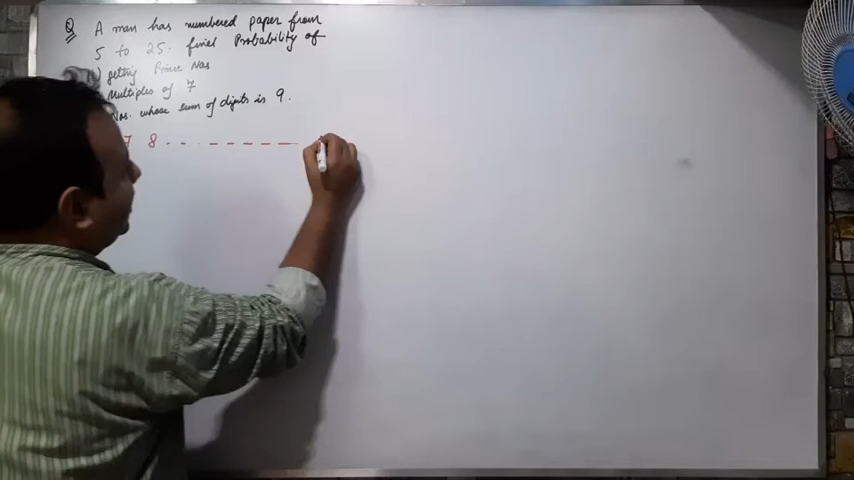 Q A man has numbered paper from
5 to 25. find Probability of
) getting Prime Nos
Multiples of 7
Nos. whose sum of digits is 9.
7 8 - - - - - - - -